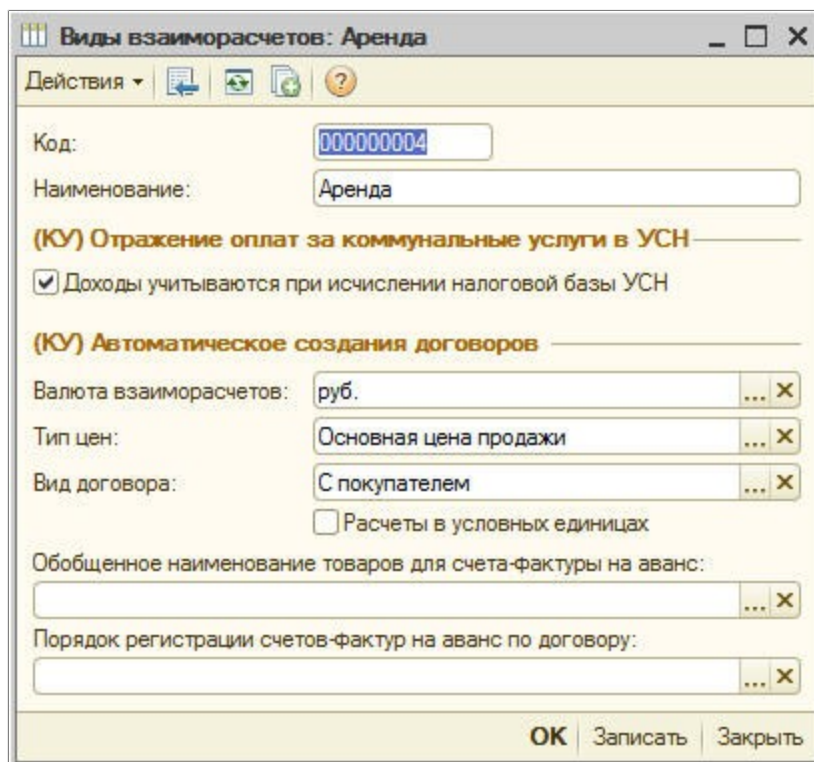 Виды взаиморасчетов: Аренда
Действия
Код: 000000004
Наименование: Аренда
(КУ) Отражение оплат за коммунальные услуги в УСН
Доходы учитываются при исчислении налоговой базы УСН
(КУ) Автоматическое создания договоров
Валюта взаиморасчетов: руб. ...
Тип цен: Основная цена продажи ...
Вид договора: С покупателем ...
Расчеты в условных единицах
Обобщенное наименование товаров для счета-фактуры на аванс:
...
Порядок регистрации счетов-фактур на аванс по договору:
...
OK Записать Закрыть